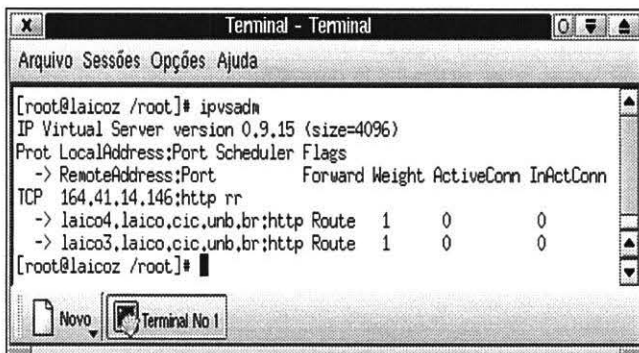 Terminal - Terminal
Arquivo Sessões Opções Ajuda
[root@laicoz /root]# ipvsadm
IP Virtual Server version 0.9.15 (size=4096)
Prot LocalAddress:Port Scheduler Flags
-> RemoteAddress:Port Forward Weight ActiveConn InActConn
TCP 164.41.14.146:http rr
-> laico4.laico.cic.unb.br:http Route 1 0 0
-> laico3.laico.cic.unb.br:http Route 1 0 0
[root@laicoz /root]#
Novo Terminal No 1